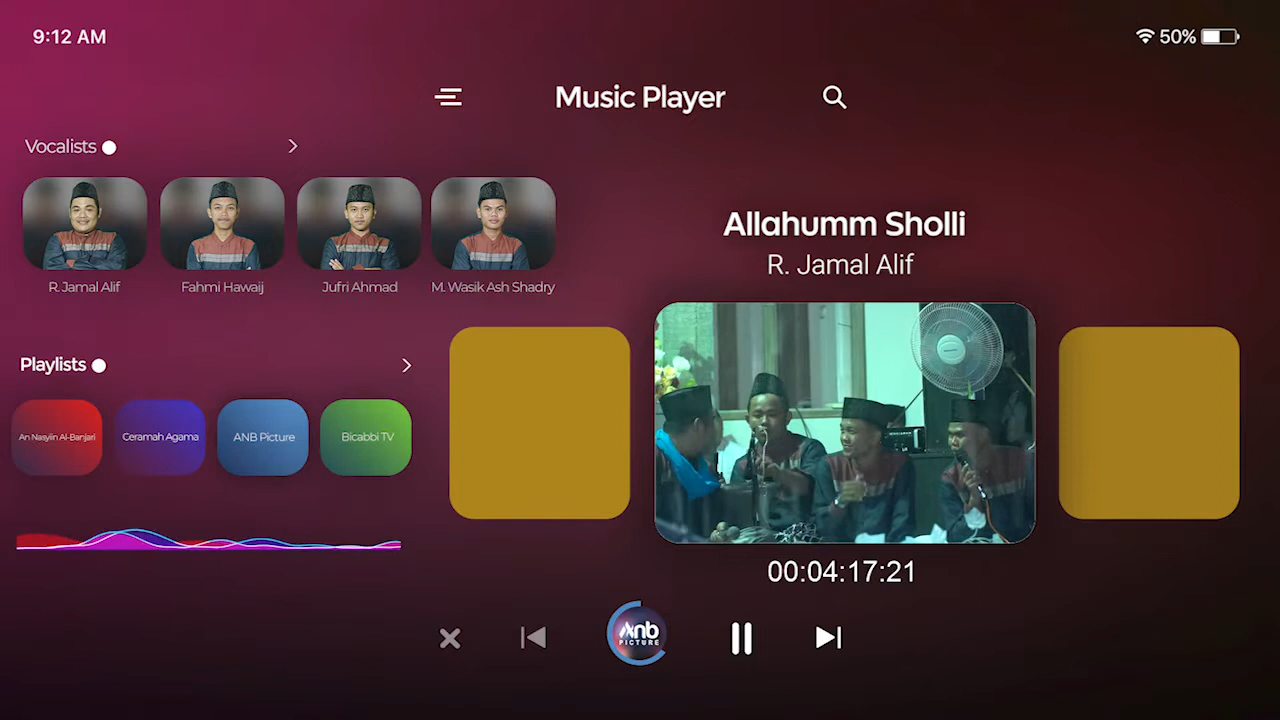 9:12 AM
50%
Music Player
Vocalists
R. Jamal Alif
Fahmi Hawaij
Jufri Ahmad
M. Wasik Ash Shadry
Allahumm Sholli
R. Jamal Alif
Playlists
An Nasyiin Al-Banjari
Ceramah Agama
ANB Picture
Bicabbi TV
00:04:17:21
Anb
PICTURE